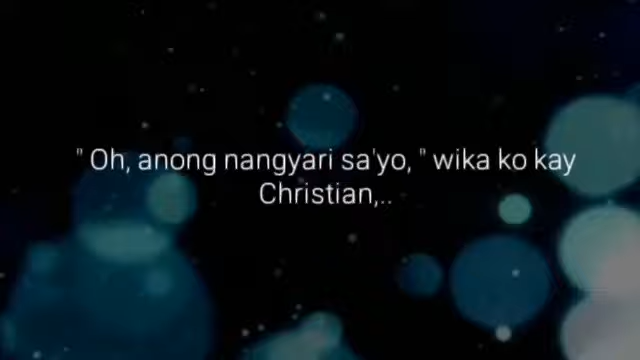 " Oh, anong nangyari sa'yo, " wika ko kay
Christian,..